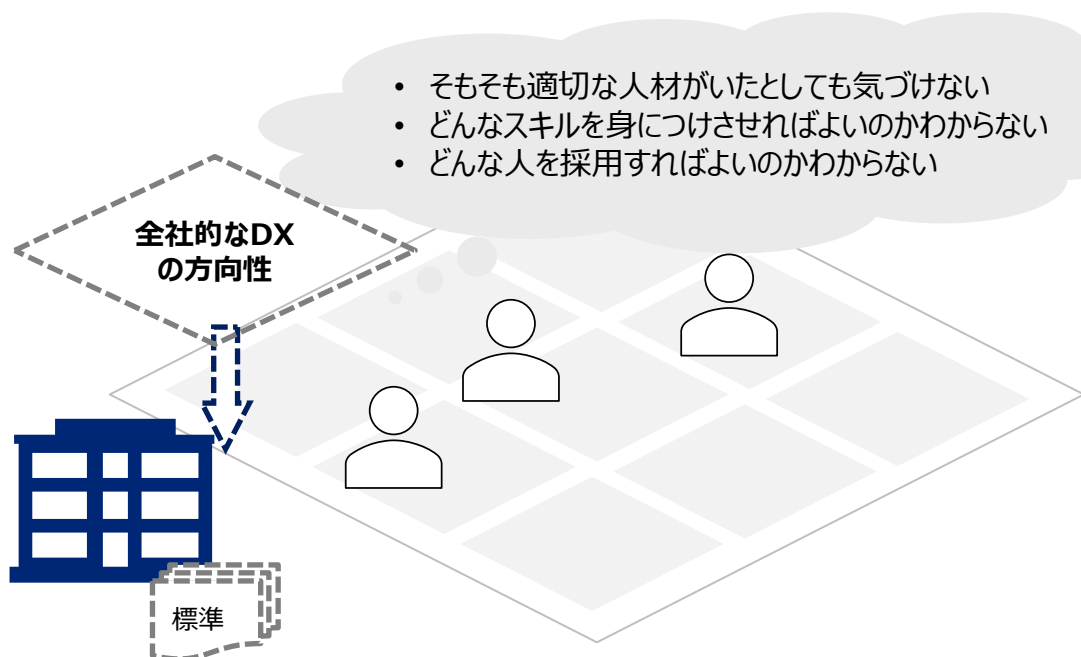 • そもそも適切な人材がいたとしても気づけない
• どんなスキルを身につけさせればよいのかわからない
• どんな人を採用すればよいのかわからない
全社的なDX
の方向性
標準